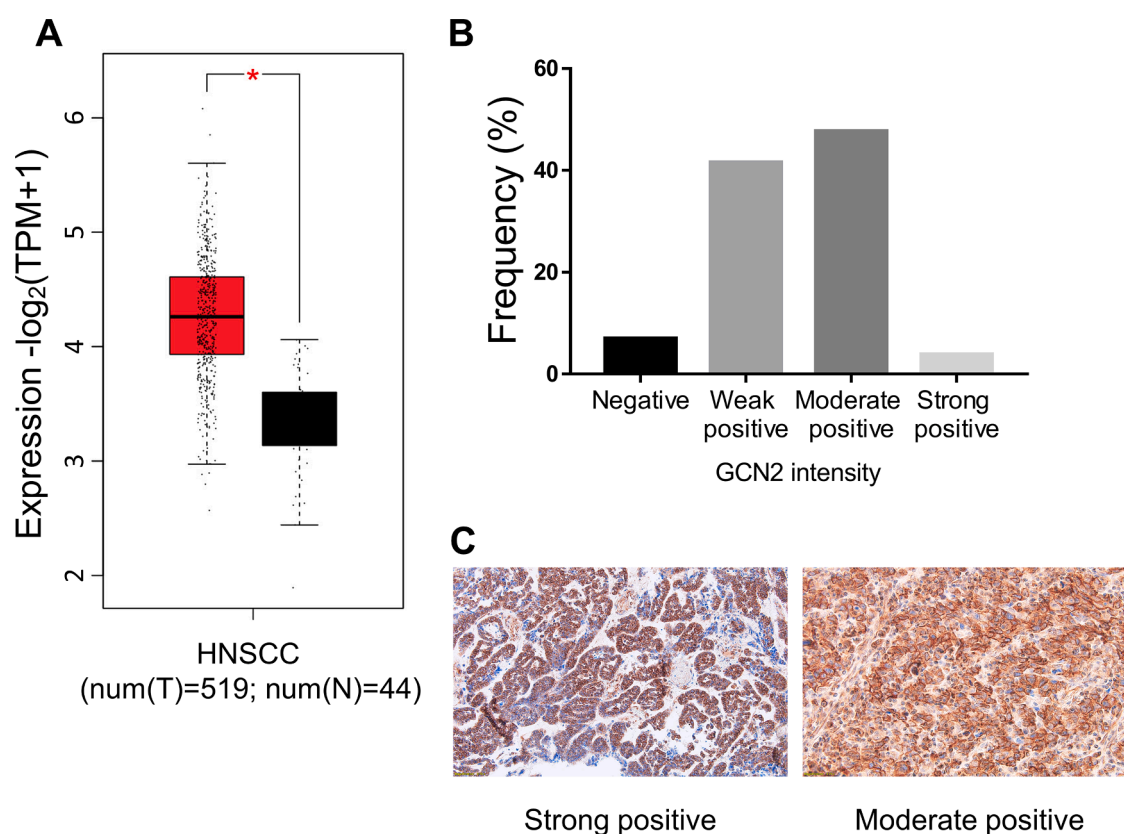 A
Expression -log₂(TPM+1)
6
5
4
3
2
*
HNSCC
(num(T)=519; num(N)=44)
B
Frequency (%)
60
40
20
0
Negative
Weak
positive
Moderate
positive
Strong
positive
GCN2 intensity
C
Strong positive
Moderate positive